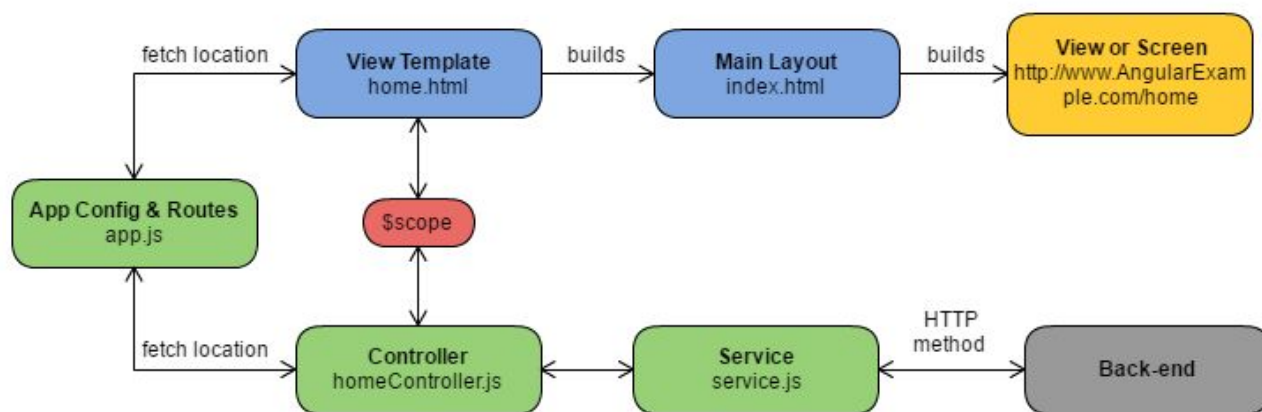 fetch location
View Template
home.html
builds
Main Layout
index.html
builds
View or Screen
http://www.AngularExam
ple.com/home
App Config & Routes
app.js
$scope
fetch location
Controller
homeController.js
Service
service.js
HTTP
method
Back-end